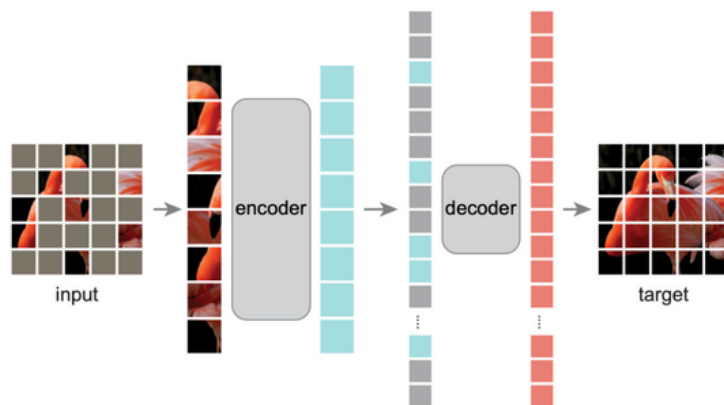 encoder
decoder
input
target